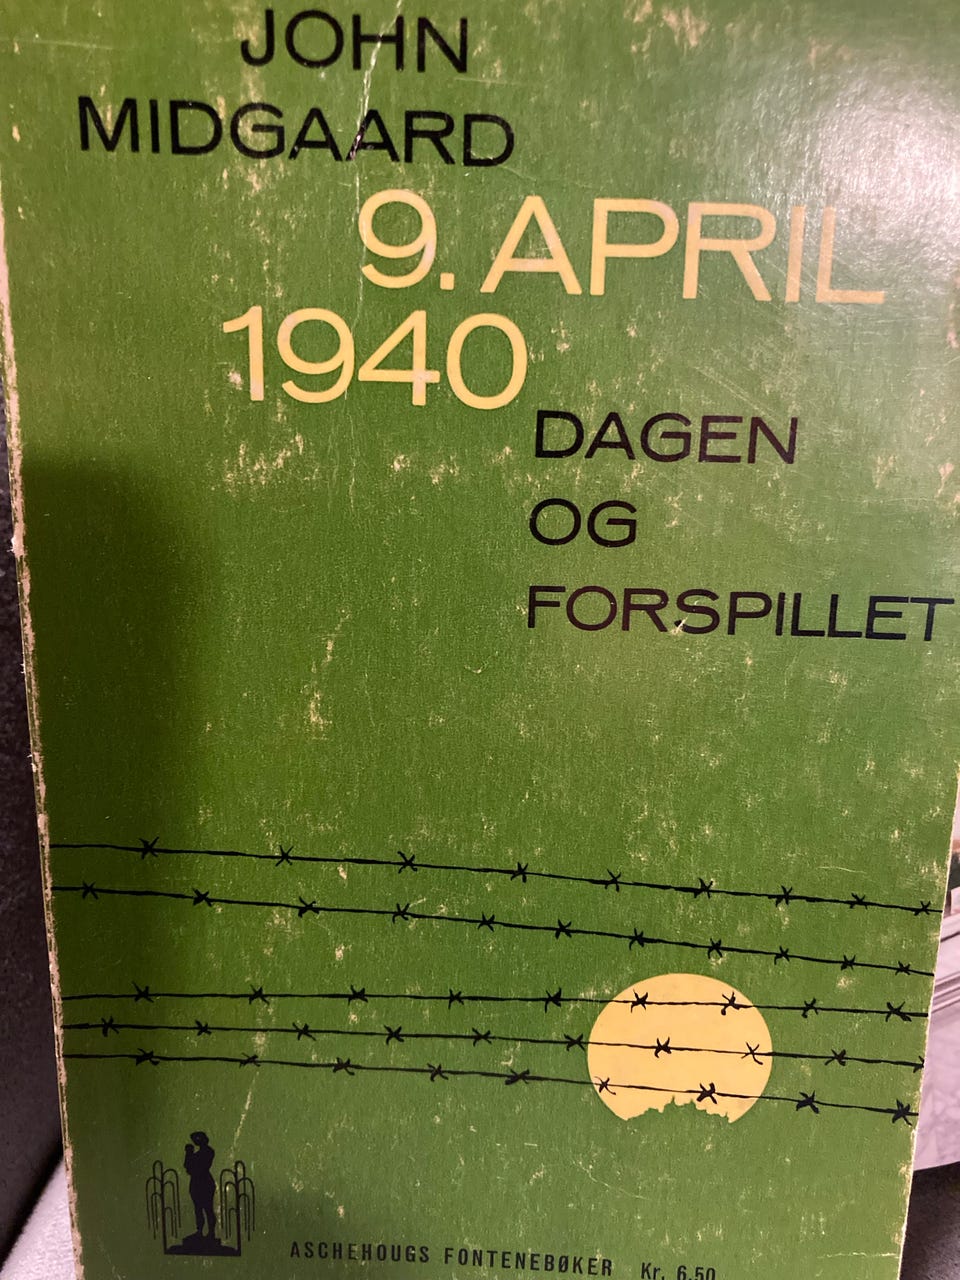 JOHN
MIDGAARD
9. APRIL
1940
DAGEN
OG
FORSPILLET
ASCHEHOUGS FONTENEBØKER Kr. 6,50